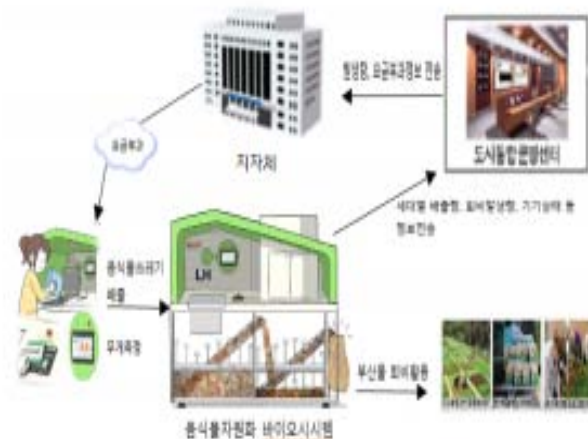 발생량, 요금부과정보 전송
지자체
도시통합운영센터
요금부과
세대별 배출량, 퇴비발생량, 기기상태 등
정보전송
음식물쓰레기
배출
LH
무게측정
부산물 퇴비활용
음식물자원화 바이오시스템